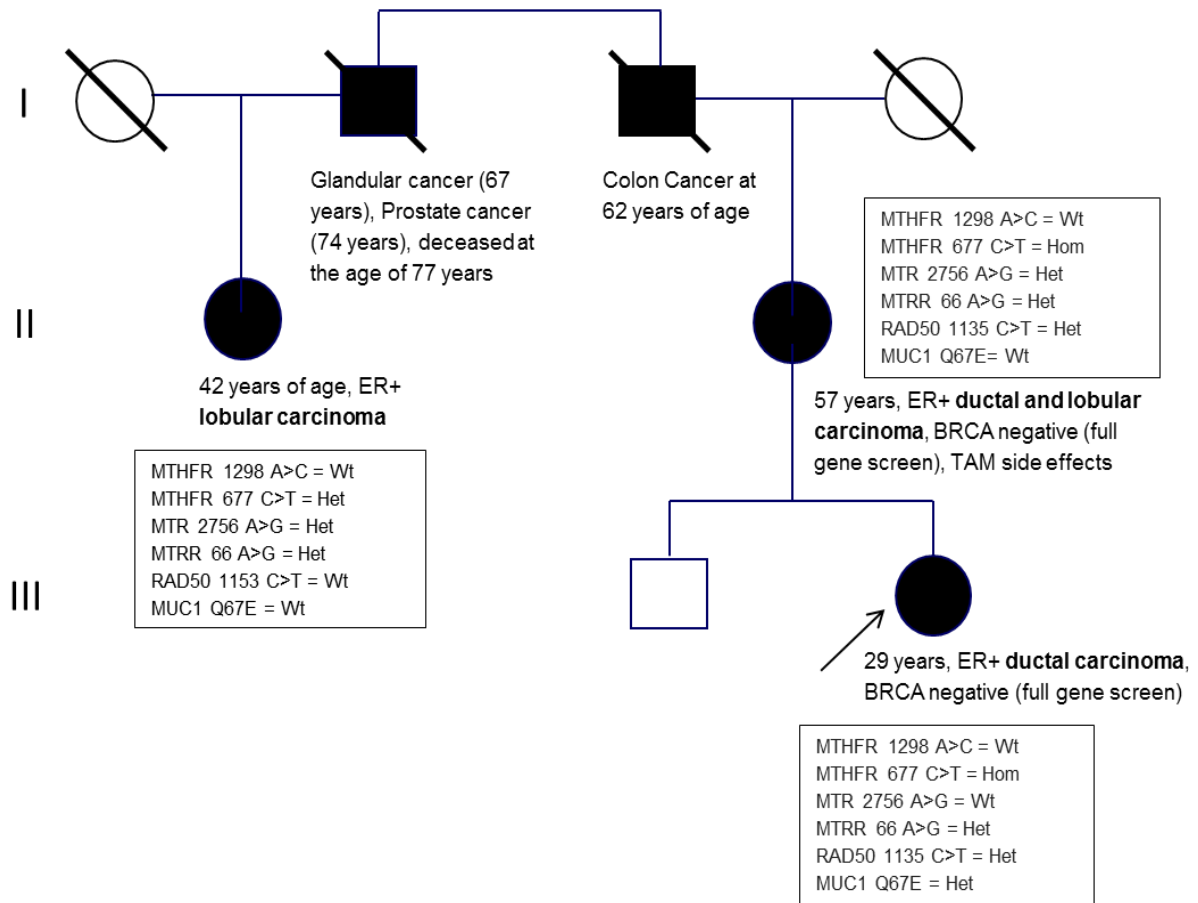 I
Glandular cancer (67
years), Prostate cancer
(74 years), deceased at
the age of 77 years
Colon Cancer at
62 years of age
MTHFR 1298 A>C = Wt
MTHFR 677 C>T = Hom
MTR 2756 A>G = Het
MTRR 66 A>G = Het
RAD50 1135 C>T = Het
MUC1 Q67E= Wt
II
42 years of age, ER+
lobular carcinoma
57 years, ER+ ductal and lobular
carcinoma, BRCA negative (full
gene screen), TAM side effects
MTHFR 1298 A>C = Wt
MTHFR 677 C>T = Het
MTR 2756 A>G = Het
MTRR 66 A>G = Het
RAD50 1153 C>T = Wt
MUC1 Q67E = Wt
III
29 years, ER+ ductal carcinoma,
BRCA negative (full gene screen)
MTHFR 1298 A>C = Wt
MTHFR 677 C>T = Hom
MTR 2756 A>G = Wt
MTRR 66 A>G = Het
RAD50 1135 C>T = Het
MUC1 Q67E = Het